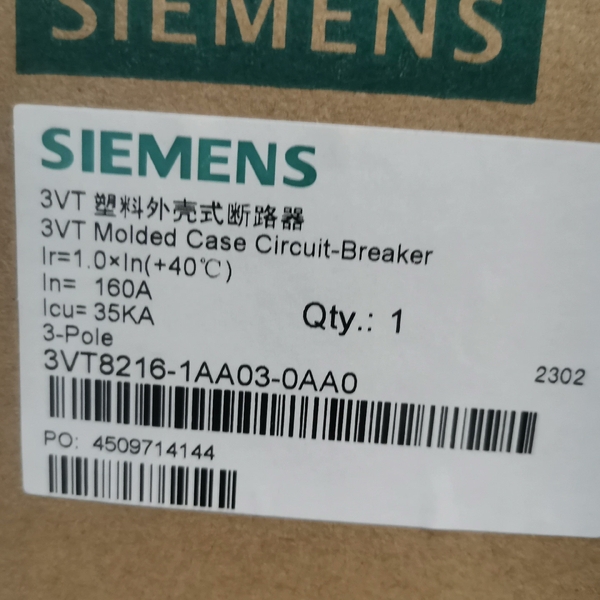 SIEMENS
SIEMENS
3VT 塑料外壳式断路器
3VT Molded Case Circuit-Breaker
Ir=1.0×In(+40℃)
In= 160A
Icu= 35KA
Qty.: 1
3-Pole
3VT8216-1AA03-0AA0
2302
PO: 4509714144